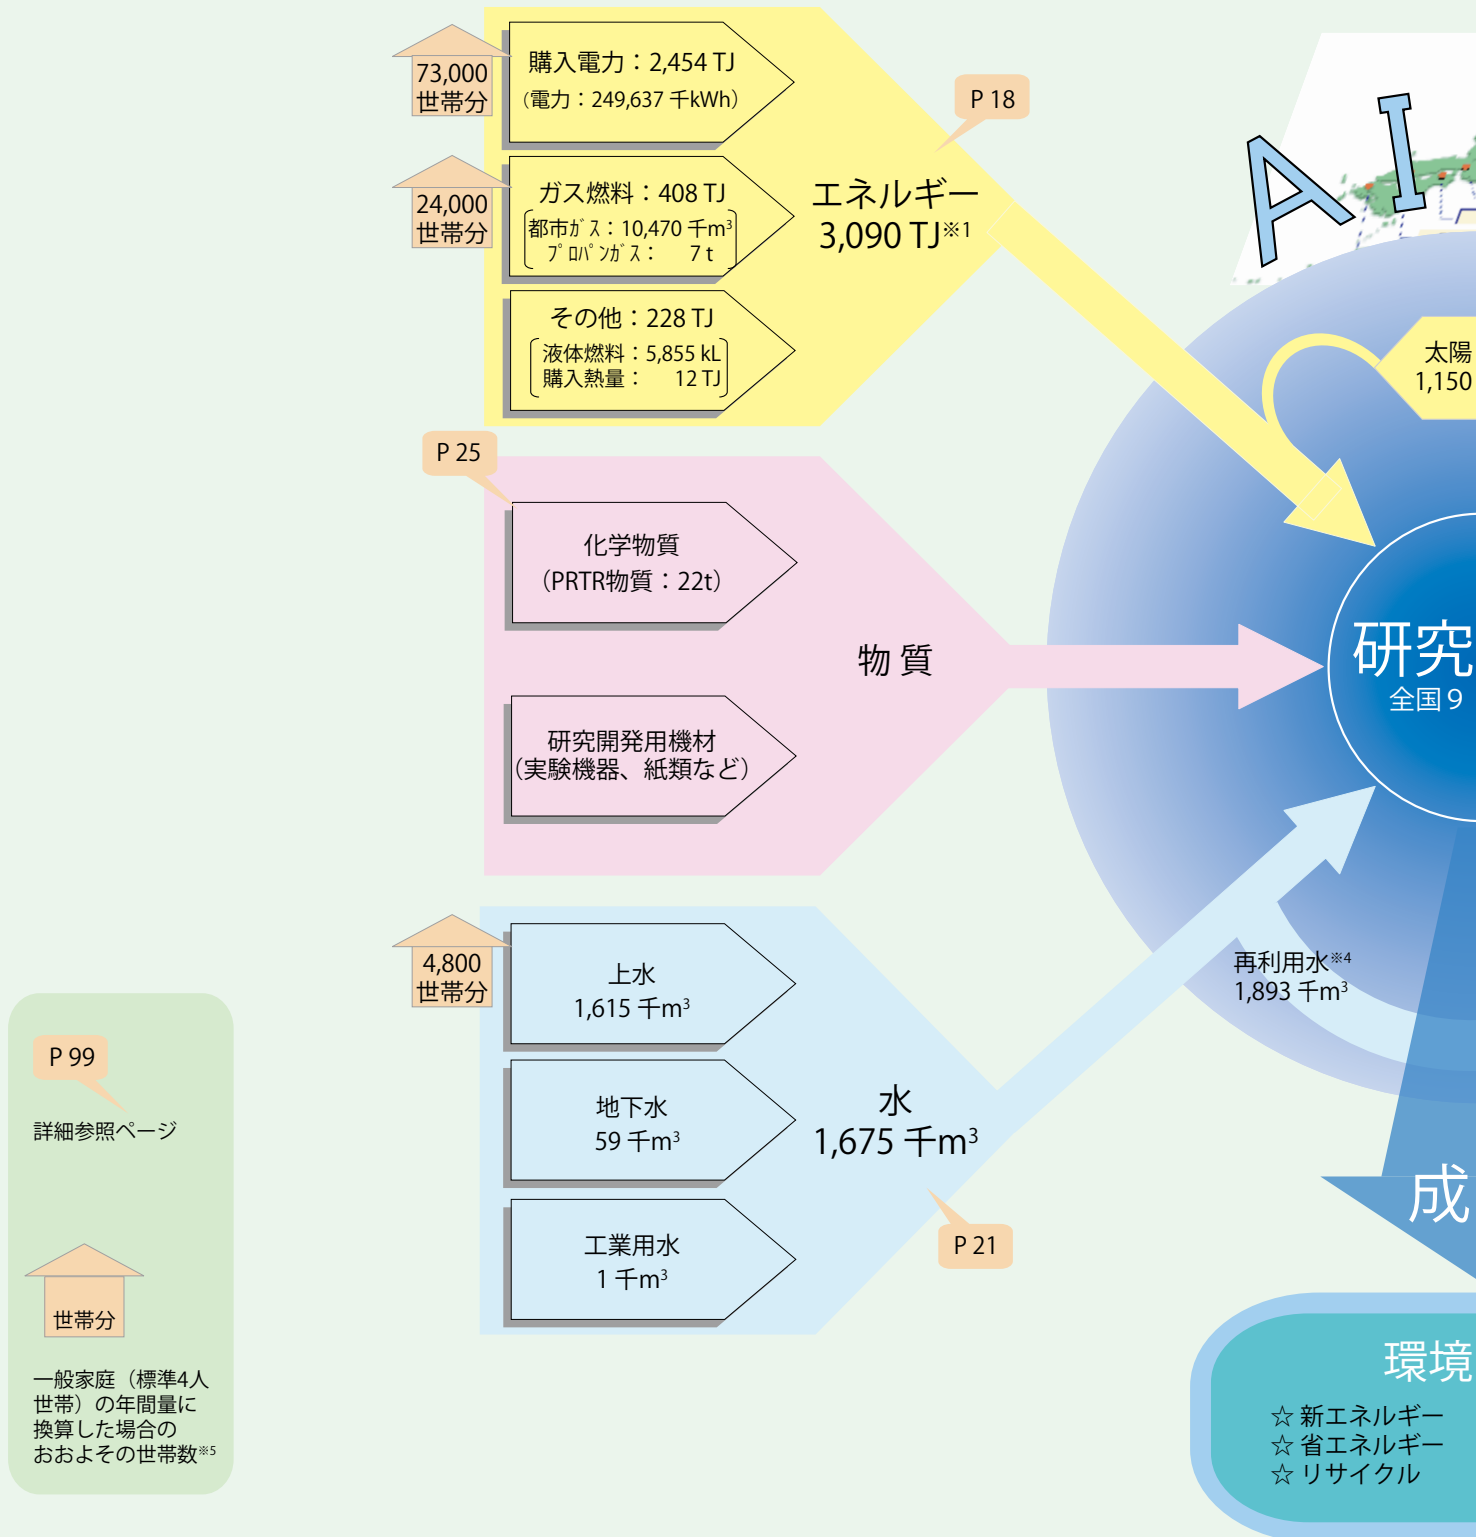 73,000
世帯分
購入電力：2,454 TJ
（電力：249,637 千kWh）
P 18
24,000
世帯分
ガス燃料：408 TJ
都市ｶﾞｽ：10,470 千m³
ﾌﾟﾛﾊﾟﾝｶﾞｽ： 7 t
エネルギー
3,090 TJ※1
その他：228 TJ
液体燃料：5,855 kL
購入熱量： 12 TJ
AI
太陽
1,150
P 25
化学物質
（PRTR物質：22t）
物 質
研究開発用機材
（実験機器、紙類など）
研究
全国９
4,800
世帯分
上水
1,615 千m³
地下水
59 千m³
工業用水
1 千m³
水
1,675 千m³
P 21
再利用水※4
1,893 千m³
成
環境
☆ 新エネルギー
☆ 省エネルギー
☆ リサイクル
P 99
詳細参照ページ
世帯分
一般家庭（標準4人
世帯）の年間量に
換算した場合の
おおよその世帯数※5